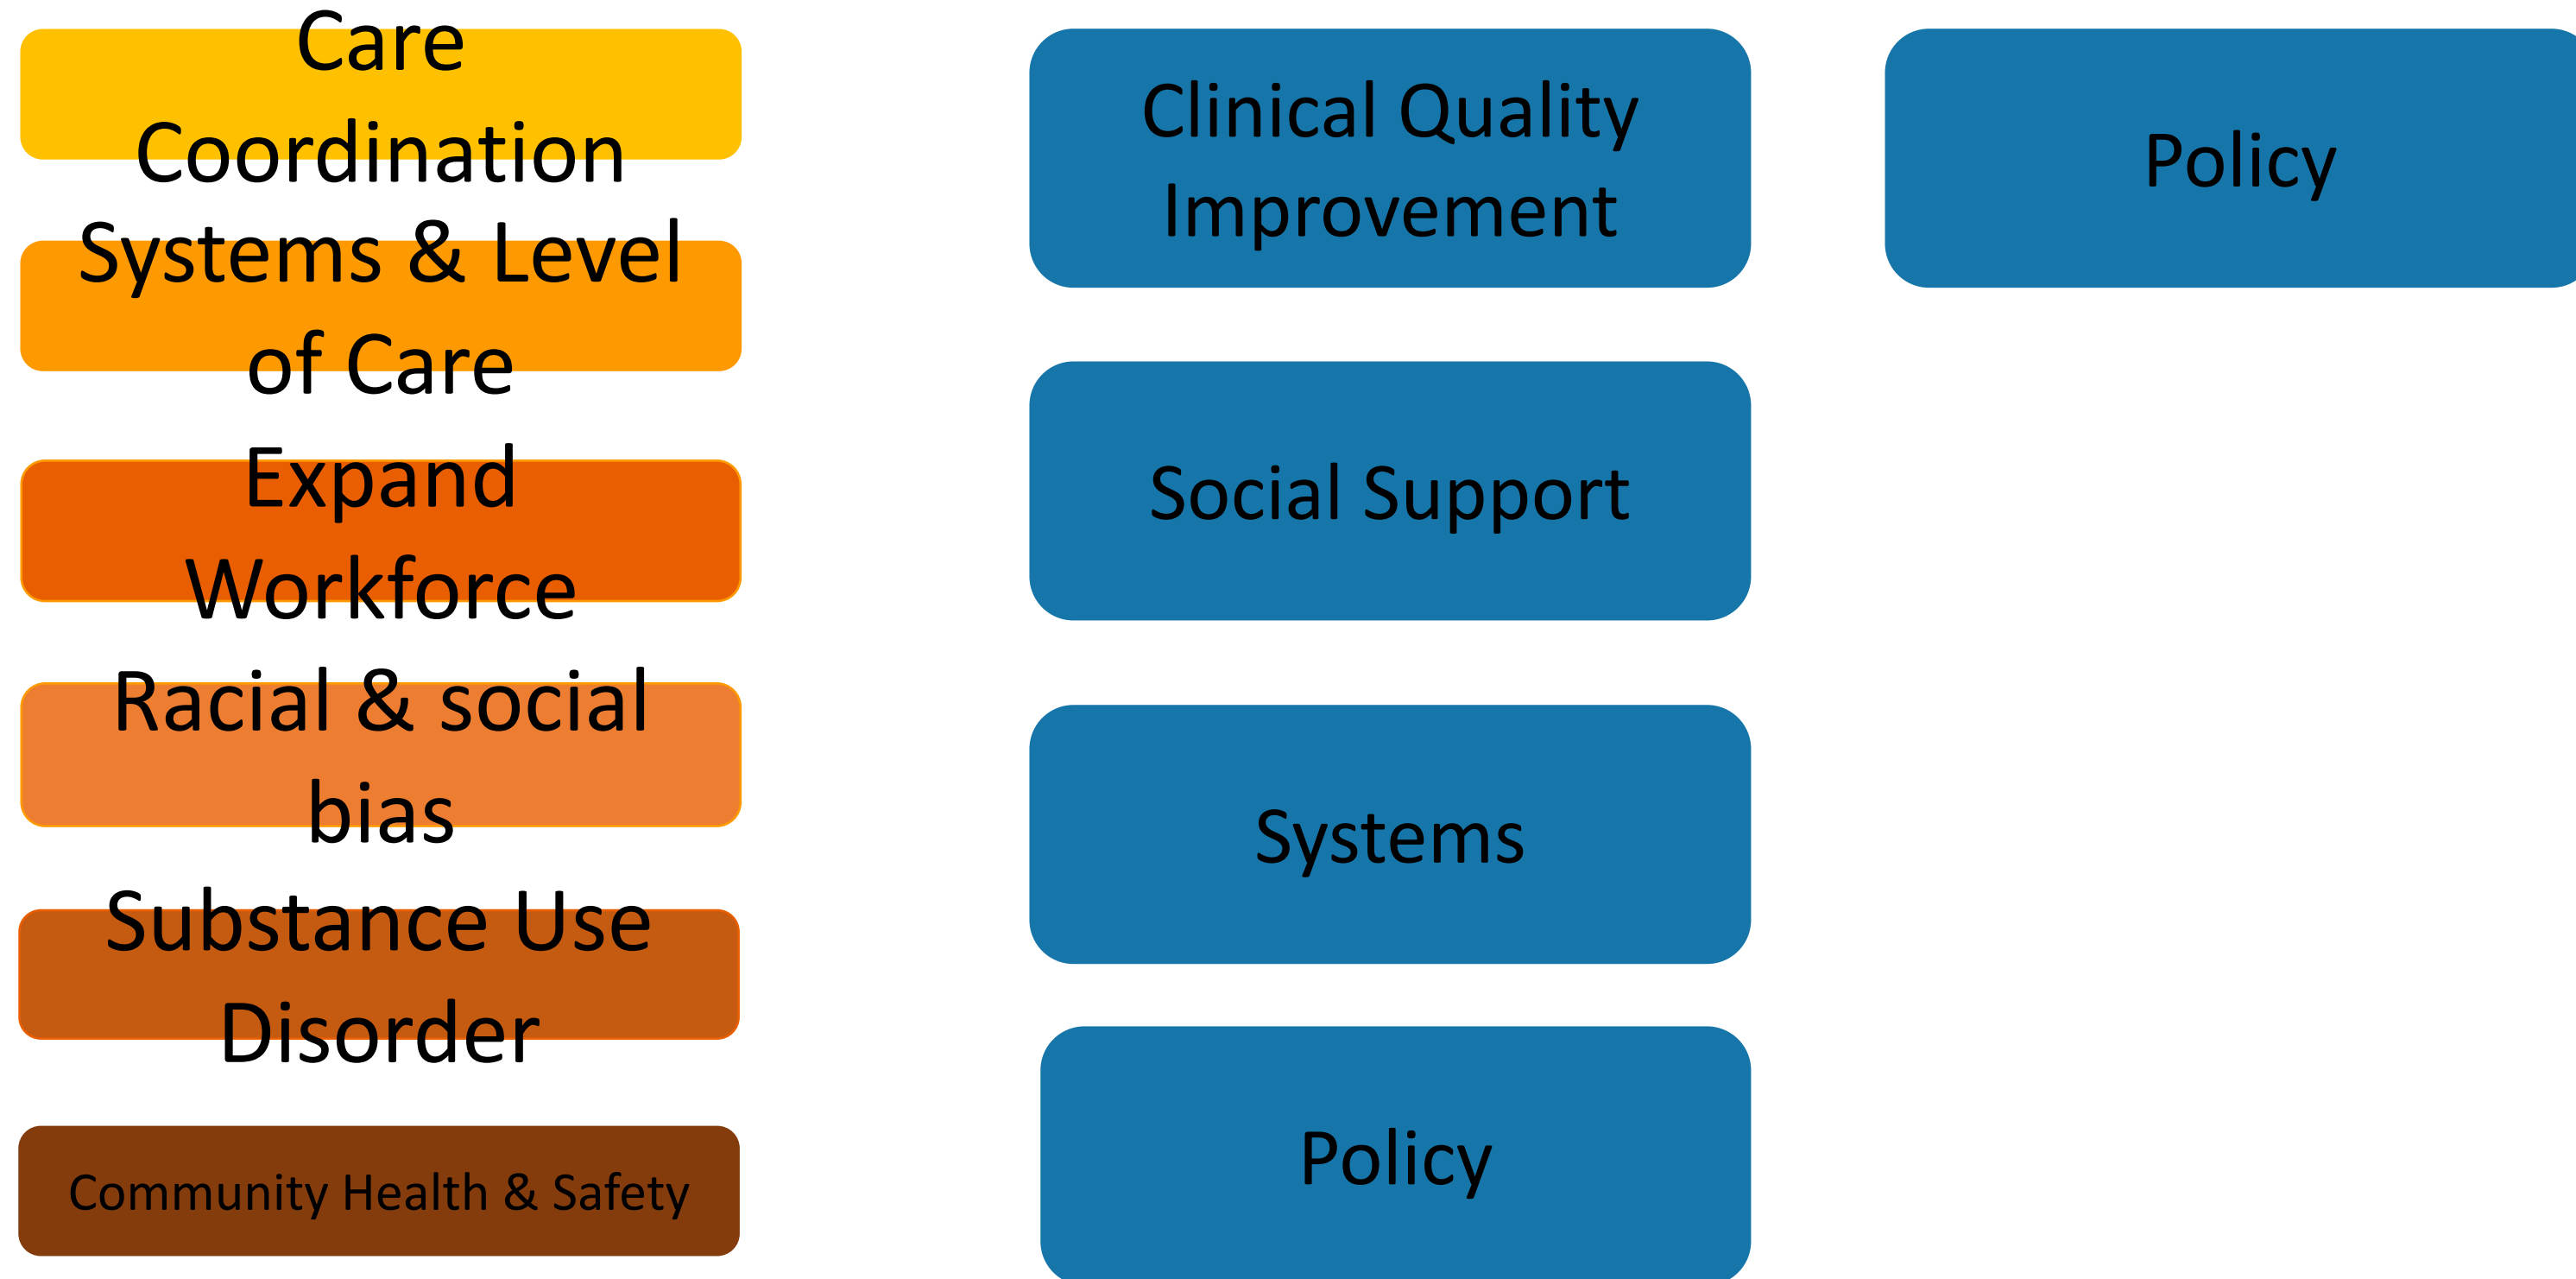 Care
Coordination
Systems & Level
of Care
Expand
Workforce
Racial & social
bias
Substance Use
Disorder
Community Health & Safety
Clinical Quality
Improvement
Social Support
Systems
Policy
Policy